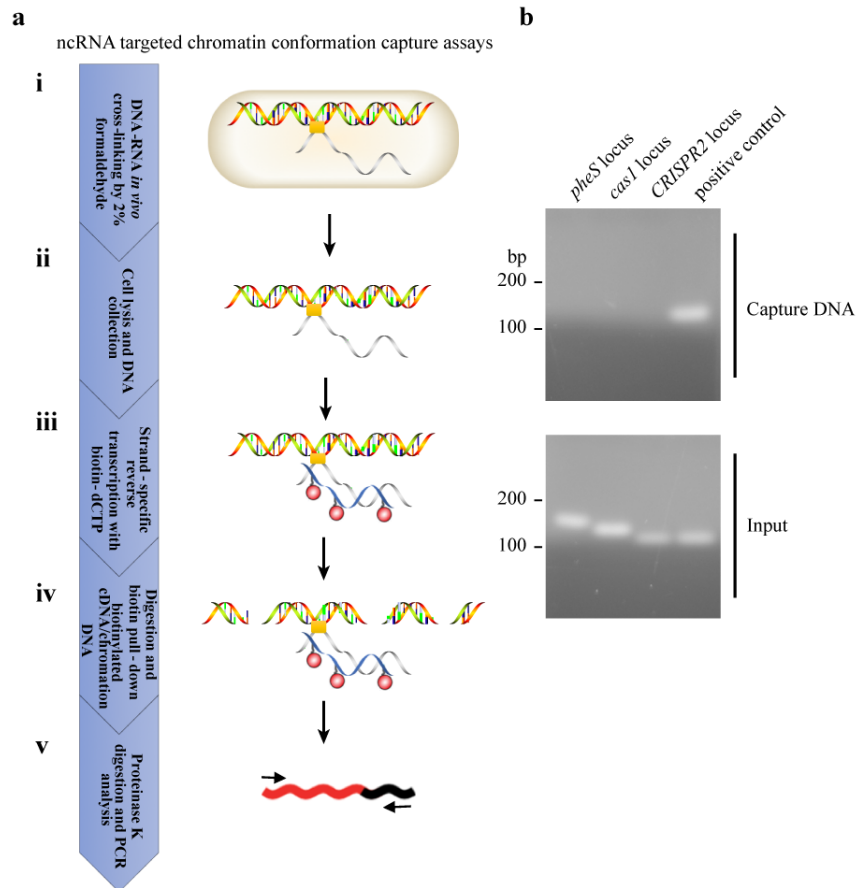 a
ncRNA targeted chromatin conformation capture assays
i
DNA-RNA in vivo
cross-linking by 2%
formaldehyde
ii
Cell lysis and DNA
collection
iii
Strand - specific
reverse
transcription with
biotin- dCTP
iv
Digestion and
biotin pull - down
biotinylated
cDNA/chromation
DNA
v
Proteinase K
digestion and PCR
analysis
b
pheS locus
cas1 locus
CRISPR2 locus
positive control
bp
200
100
Capture DNA
200
100
Input